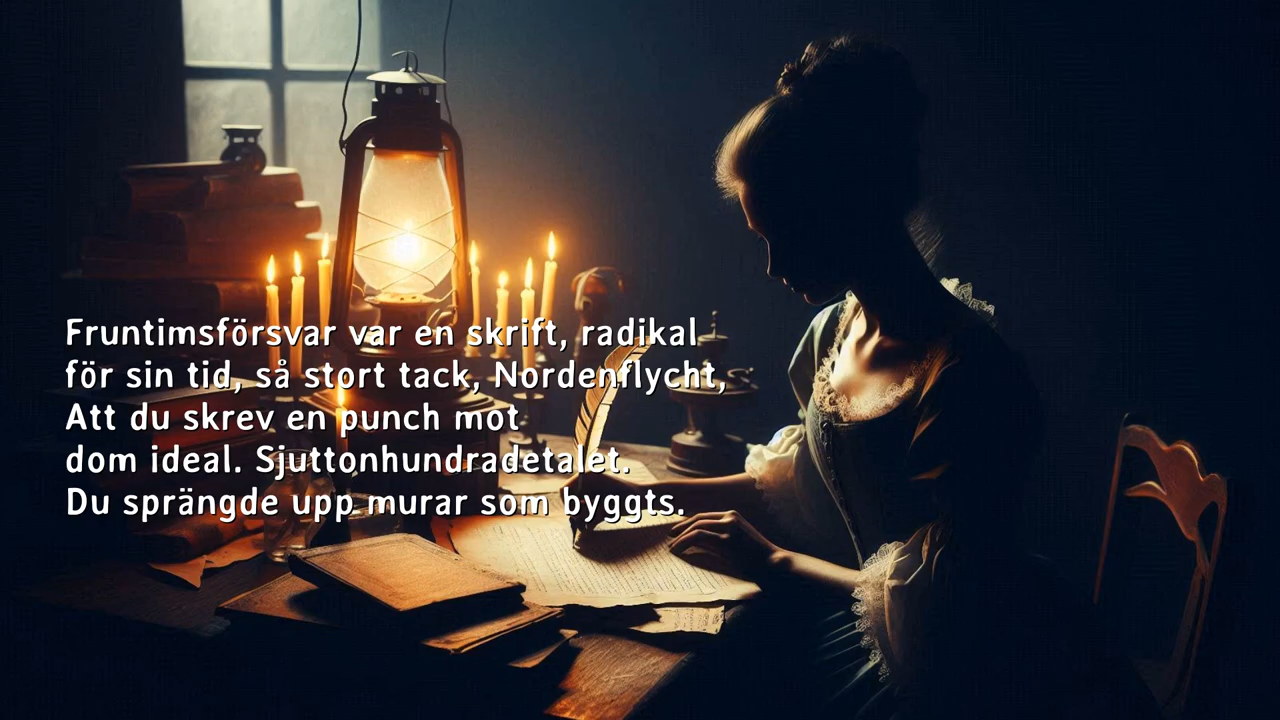 Fruntimsförsvar var en skrift, radikal
för sin tid, så stort tack, Nordenflycht,
Att du skrev en punch mot
dom ideal. Sjuttonhundradetalet.
Du sprängde upp murar som byggts.